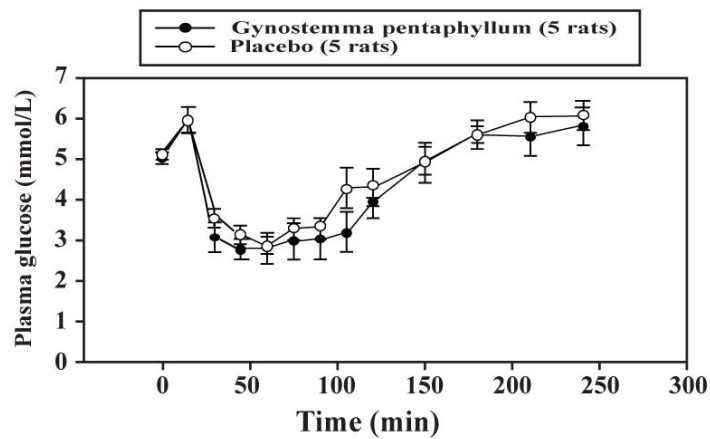 Gynostemma pentaphyllum (5 rats)
Placebo (5 rats)
7
6
5
4
3
2
1
0
Plasma glucose (mmol/L)
0 50 100 150 200 250 300
Time (min)